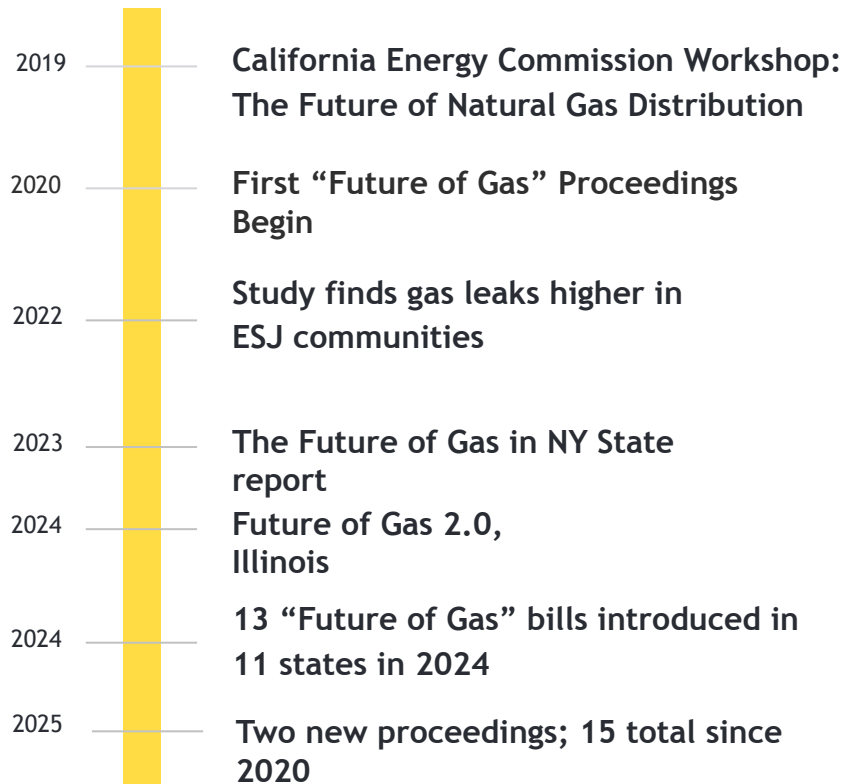 2019
California Energy Commission Workshop:
The Future of Natural Gas Distribution
2020
First “Future of Gas” Proceedings
Begin
2022
Study finds gas leaks higher in
ESJ communities
2023
The Future of Gas in NY State
report
2024
Future of Gas 2.0,
Illinois
2024
13 “Future of Gas” bills introduced in
11 states in 2024
2025
Two new proceedings; 15 total since
2020